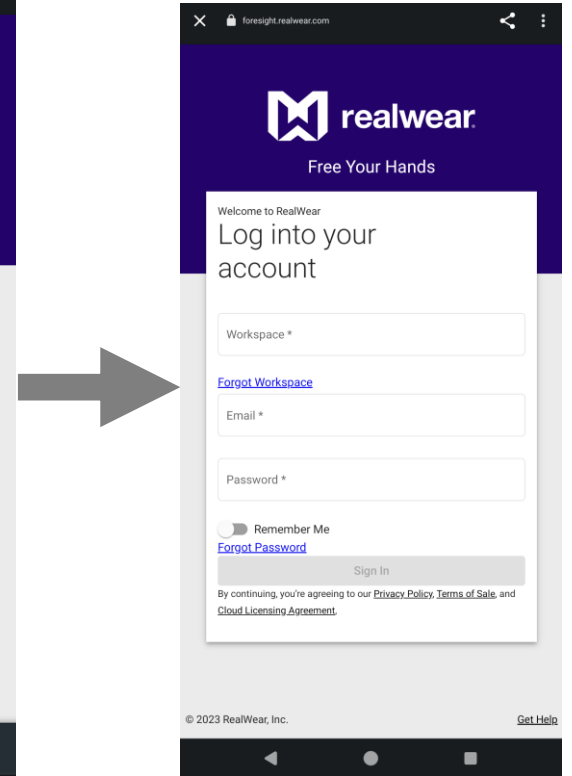 foresight.realwear.com
realwear
Free Your Hands
Welcome to RealWear
Log into your
account
Workspace *
Forgot Workspace
Email *
Password *
Remember Me
Forgot Password
Sign In
By continuing, you're agreeing to our Privacy Policy, Terms of Sale, and
Cloud Licensing Agreement.
© 2023 RealWear, Inc.
Get Help